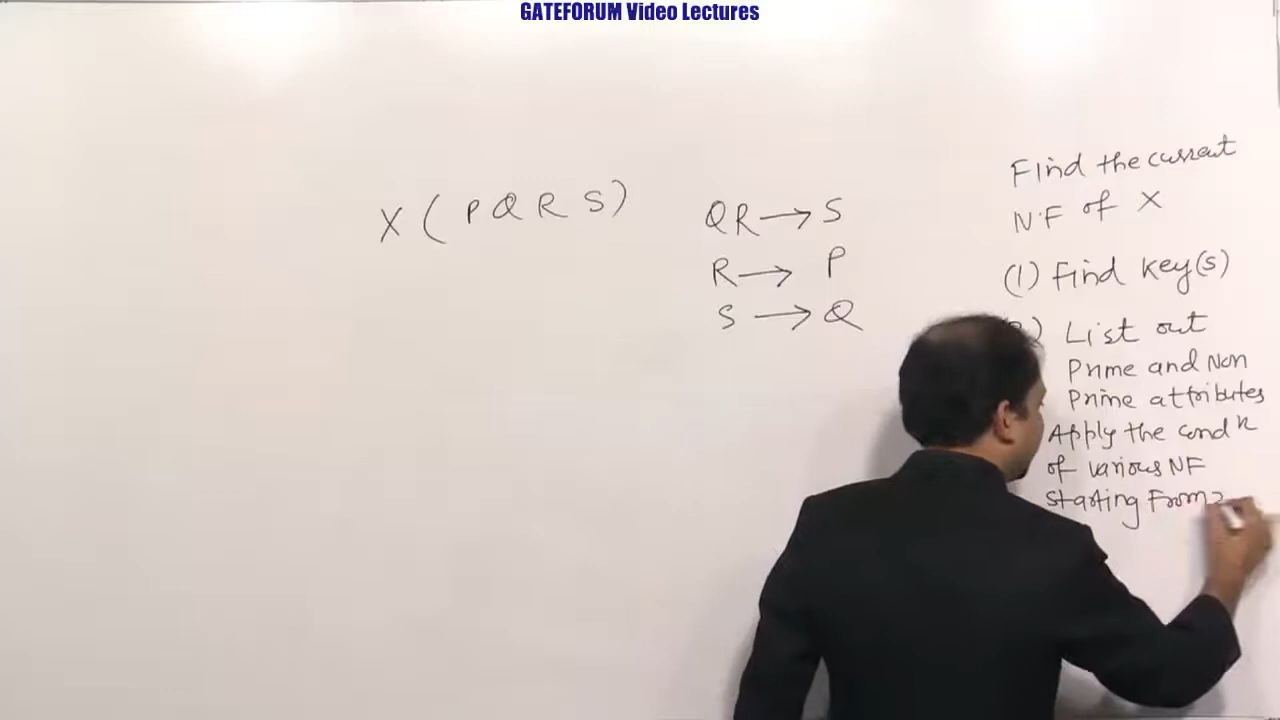 GATEFORUM Video Lectures
X ( P Q R S )
QR → S
R → P
S → Q
Find the current
N.F of X
(1) Find key(s)
) List out
Prime and Non
Prime attributes
Apply the cond n
of various NF
starting From 2